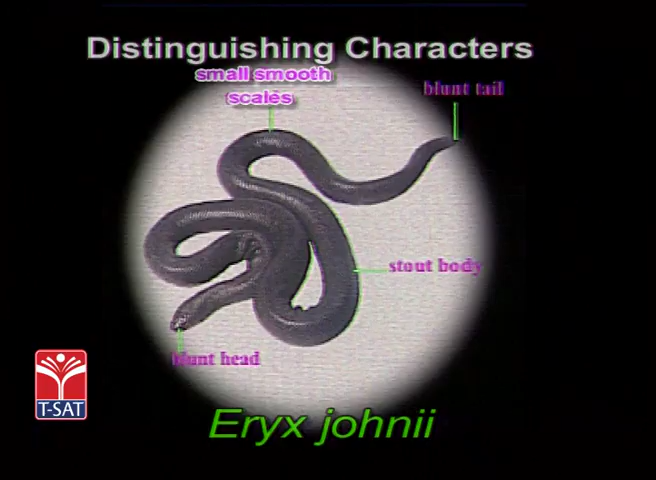 Distinguishing Characters
small smooth
scales
blunt tail
stout body
blunt head
T-SAT
Eryx johnii